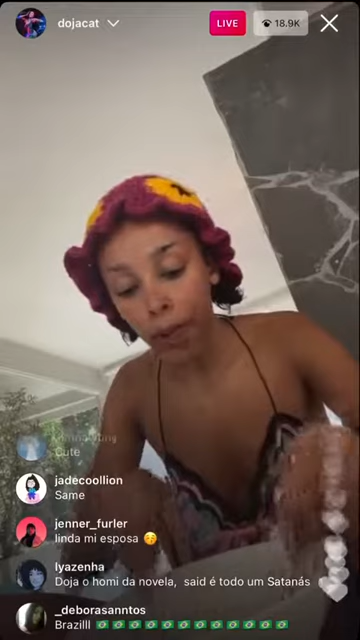 dojacat
LIVE
18.9K
Cute
jadecoollion
Same
jenner_furler
linda mi esposa 😚
lyazenha
Doja o homi da novela, said é todo um Satanás
_deborasanntos
Brazilll 🇧🇷🇧🇷🇧🇷🇧🇷🇧🇷🇧🇷🇧🇷🇧🇷🇧🇷🇧🇷🇧🇷🇧🇷